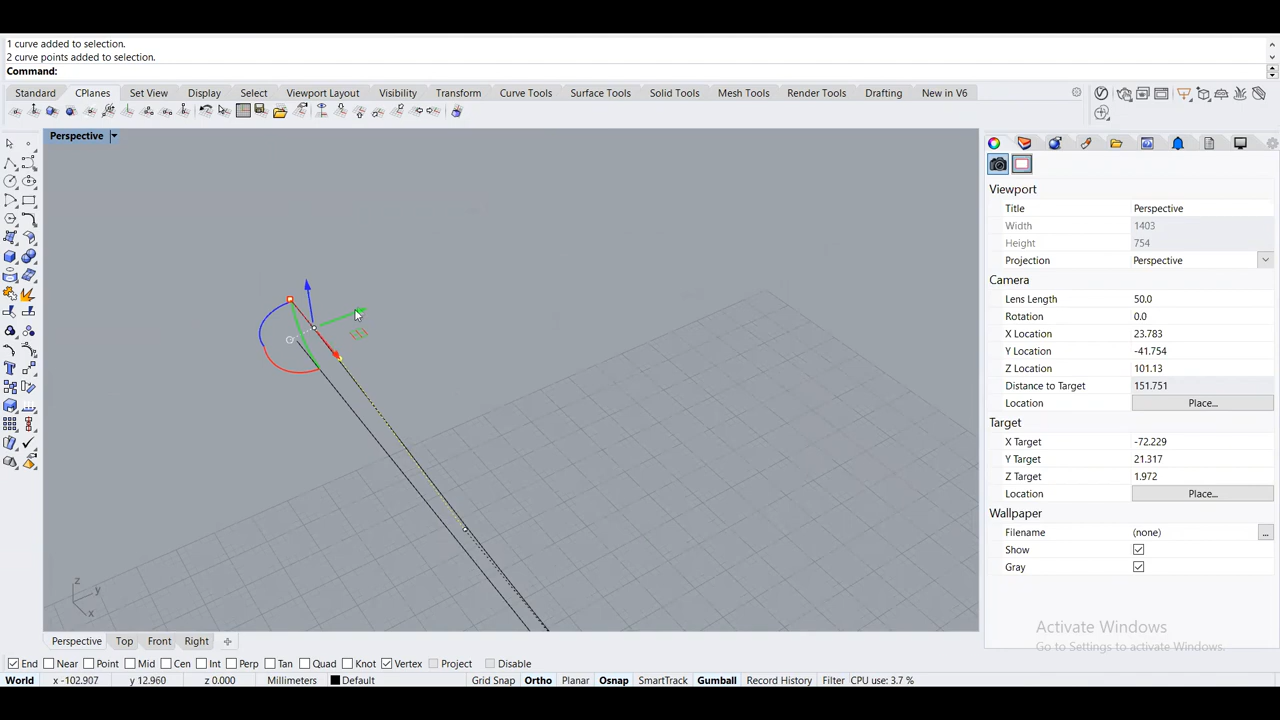 1 curve added to selection.
2 curve points added to selection.
Command:
Standard CPlanes Set View Display Select Viewport Layout Visibility Transform Curve Tools Surface Tools Solid Tools Mesh Tools Render Tools Drafting New in V6
Perspective
Viewport
Title Perspective
Width 1403
Height 754
Projection Perspective
Camera
Lens Length 50.0
Rotation 0.0
X Location 23.783
Y Location -41.754
Z Location 101.13
Distance to Target 151.751
Location Place...
Target
X Target -72.229
Y Target 21.317
Z Target 1.972
Location Place...
Wallpaper
Filename (none) ...
Show
Gray
z
y
x
Activate Windows
Go to Settings to activate Windows.
Perspective Top Front Right
End Near Point Mid Cen Int Perp Tan Quad Knot Vertex Project Disable
World x -102.907 y 12.960 z 0.000 Millimeters Default Grid Snap Ortho Planar Osnap SmartTrack Gumball Record History Filter CPU use: 3.7 %